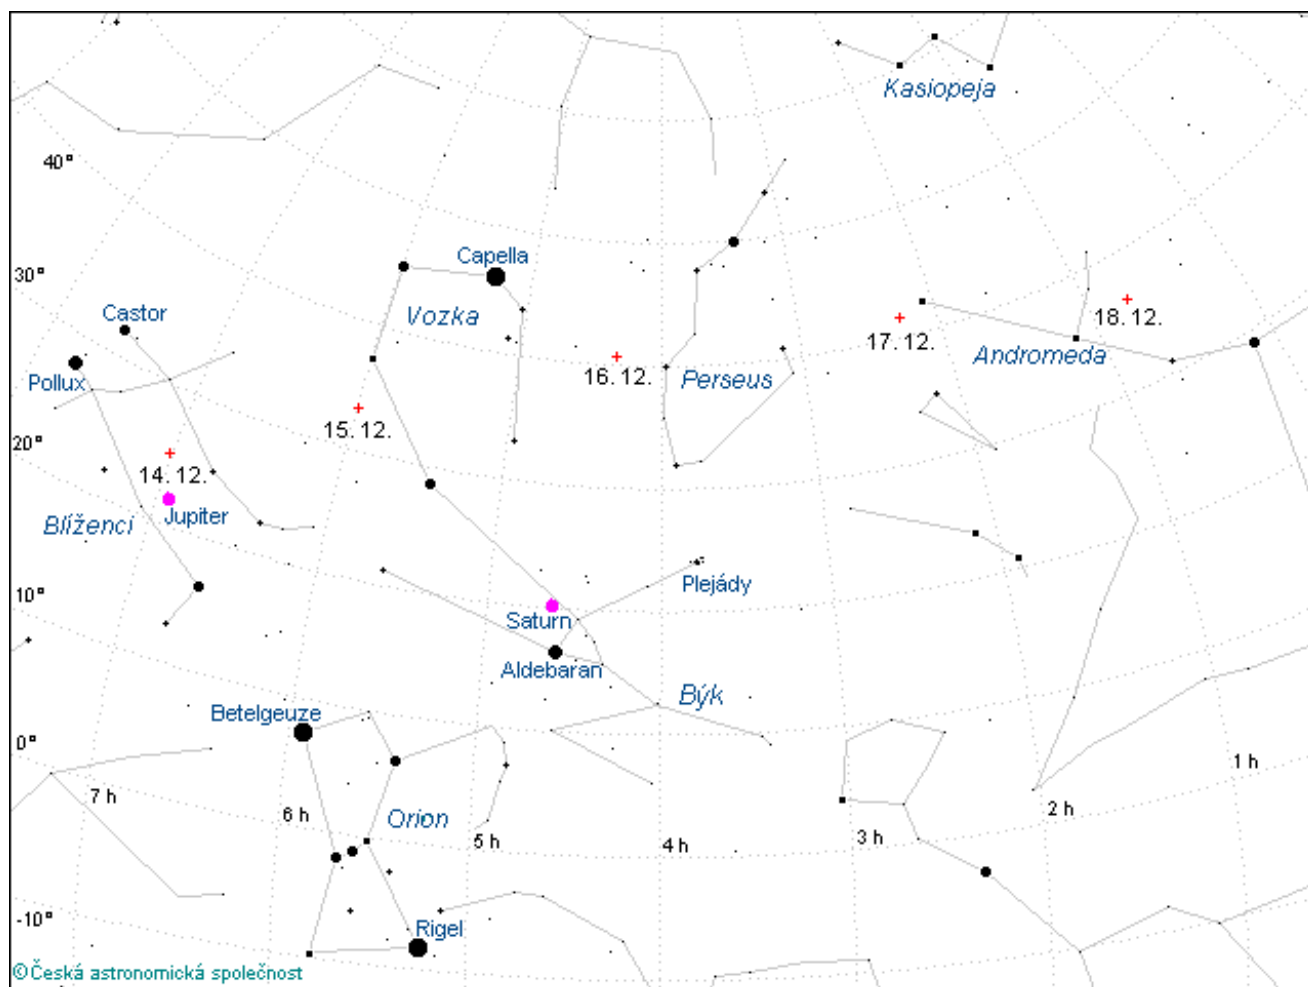 Kasiopeja
40°
Capella
30°
Castor
Vozka
18. 12.
17. 12.
Andromeda
16. 12.
Perseus
Pollux
15. 12.
20°
14. 12.
Jupiter
Blíženci
Plejády
10°
Saturn
Aldebaran
Býk
Betelgeuze
0°
1 h
7 h
6 h
Orion
2 h
5 h
4 h
3 h
-10°
Rigel
©Česká astronomická společnost